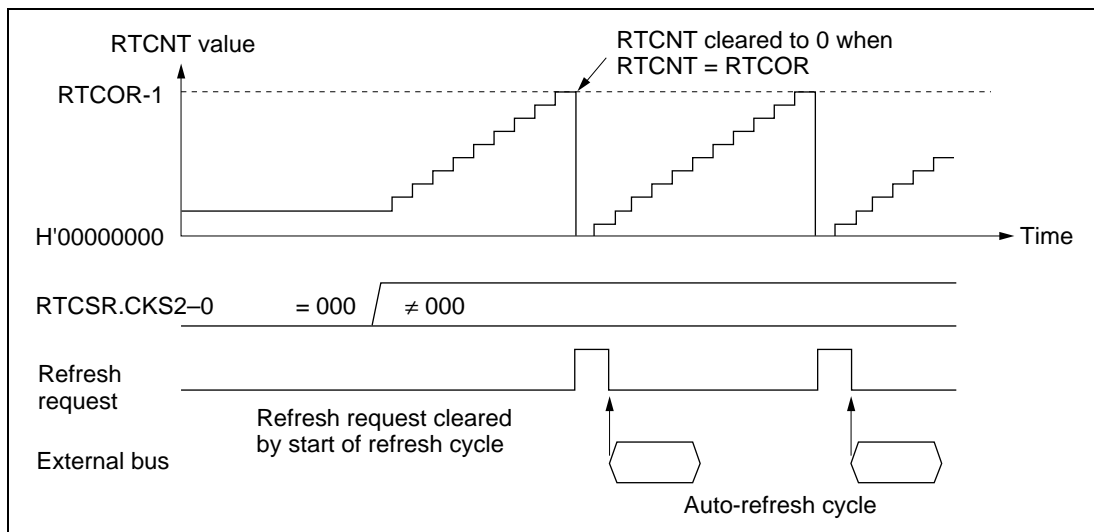 RTCNT value
RTCNT cleared to 0 when
RTCNT = RTCOR
RTCOR-1
H'00000000
Time
RTCSR.CKS2–0 = 000 ≠ 000
Refresh
request
Refresh request cleared
by start of refresh cycle
External bus
Auto-refresh cycle